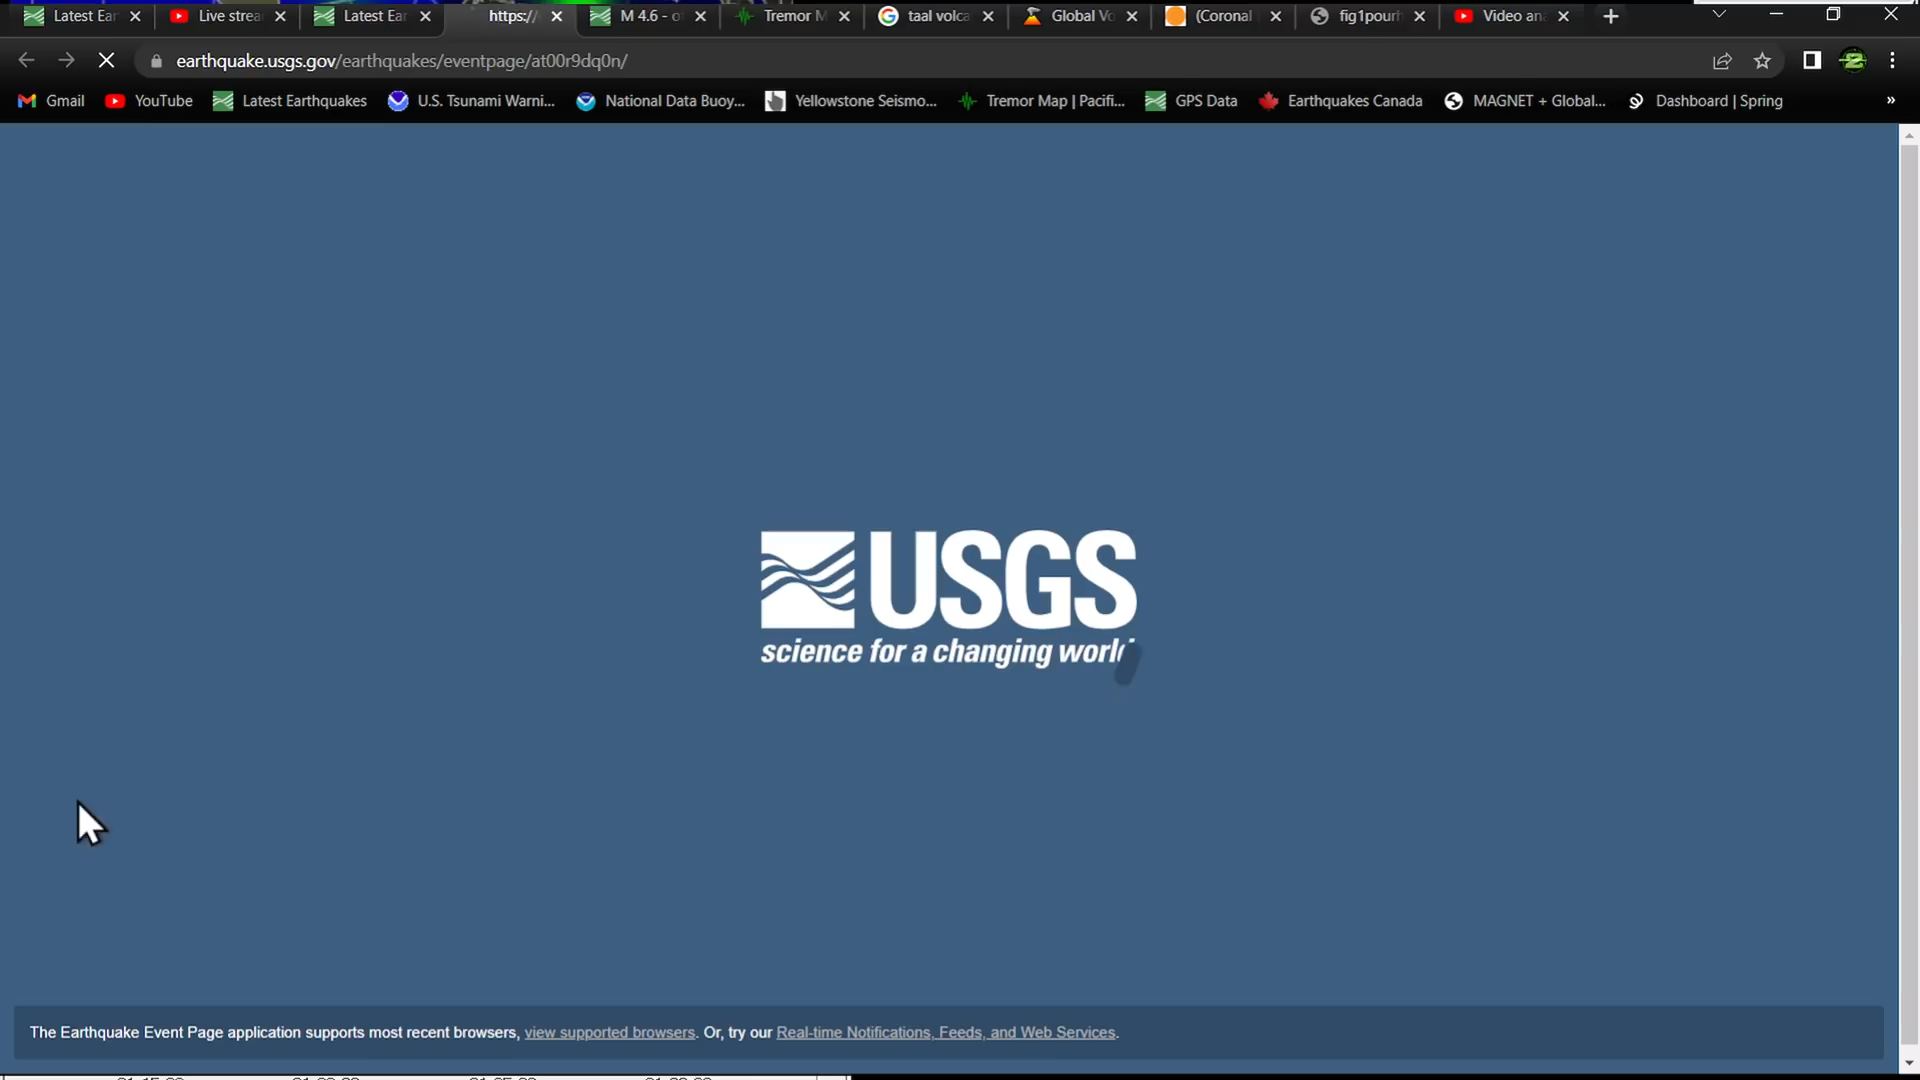 Latest Ear
Live strea
Latest Ear
https://
M 4.6 - o
Tremor M
taal volca
Global Vo
(Coronal
fig1pourh
Video ana
earthquake.usgs.gov/earthquakes/eventpage/at00r9dq0n/
Gmail
YouTube
Latest Earthquakes
U.S. Tsunami Warni...
National Data Buoy...
Yellowstone Seismo...
Tremor Map | Pacifi...
GPS Data
Earthquakes Canada
MAGNET + Global...
Dashboard | Spring
»
USGS
science for a changing world
The Earthquake Event Page application supports most recent browsers, view supported browsers. Or, try our Real-time Notifications, Feeds, and Web Services.